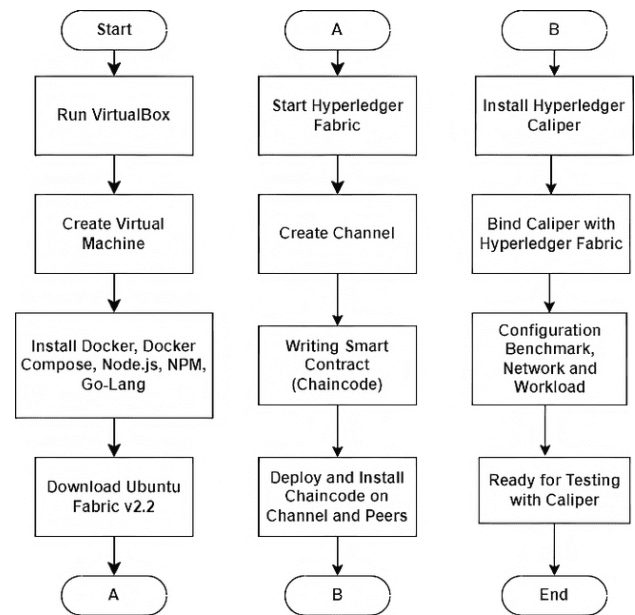 Start
Run VirtualBox
Create Virtual
Machine
Install Docker, Docker
Compose, Node.js, NPM,
Go-Lang
Download Ubuntu
Fabric v2.2
A
A
Start Hyperledger
Fabric
Create Channel
Writing Smart
Contract
(Chaincode)
Deploy and Install
Chaincode on
Channel and Peers
B
B
Install Hyperledger
Caliper
Bind Caliper with
Hyperledger Fabric
Configuration
Benchmark,
Network and
Workload
Ready for Testing
with Caliper
End